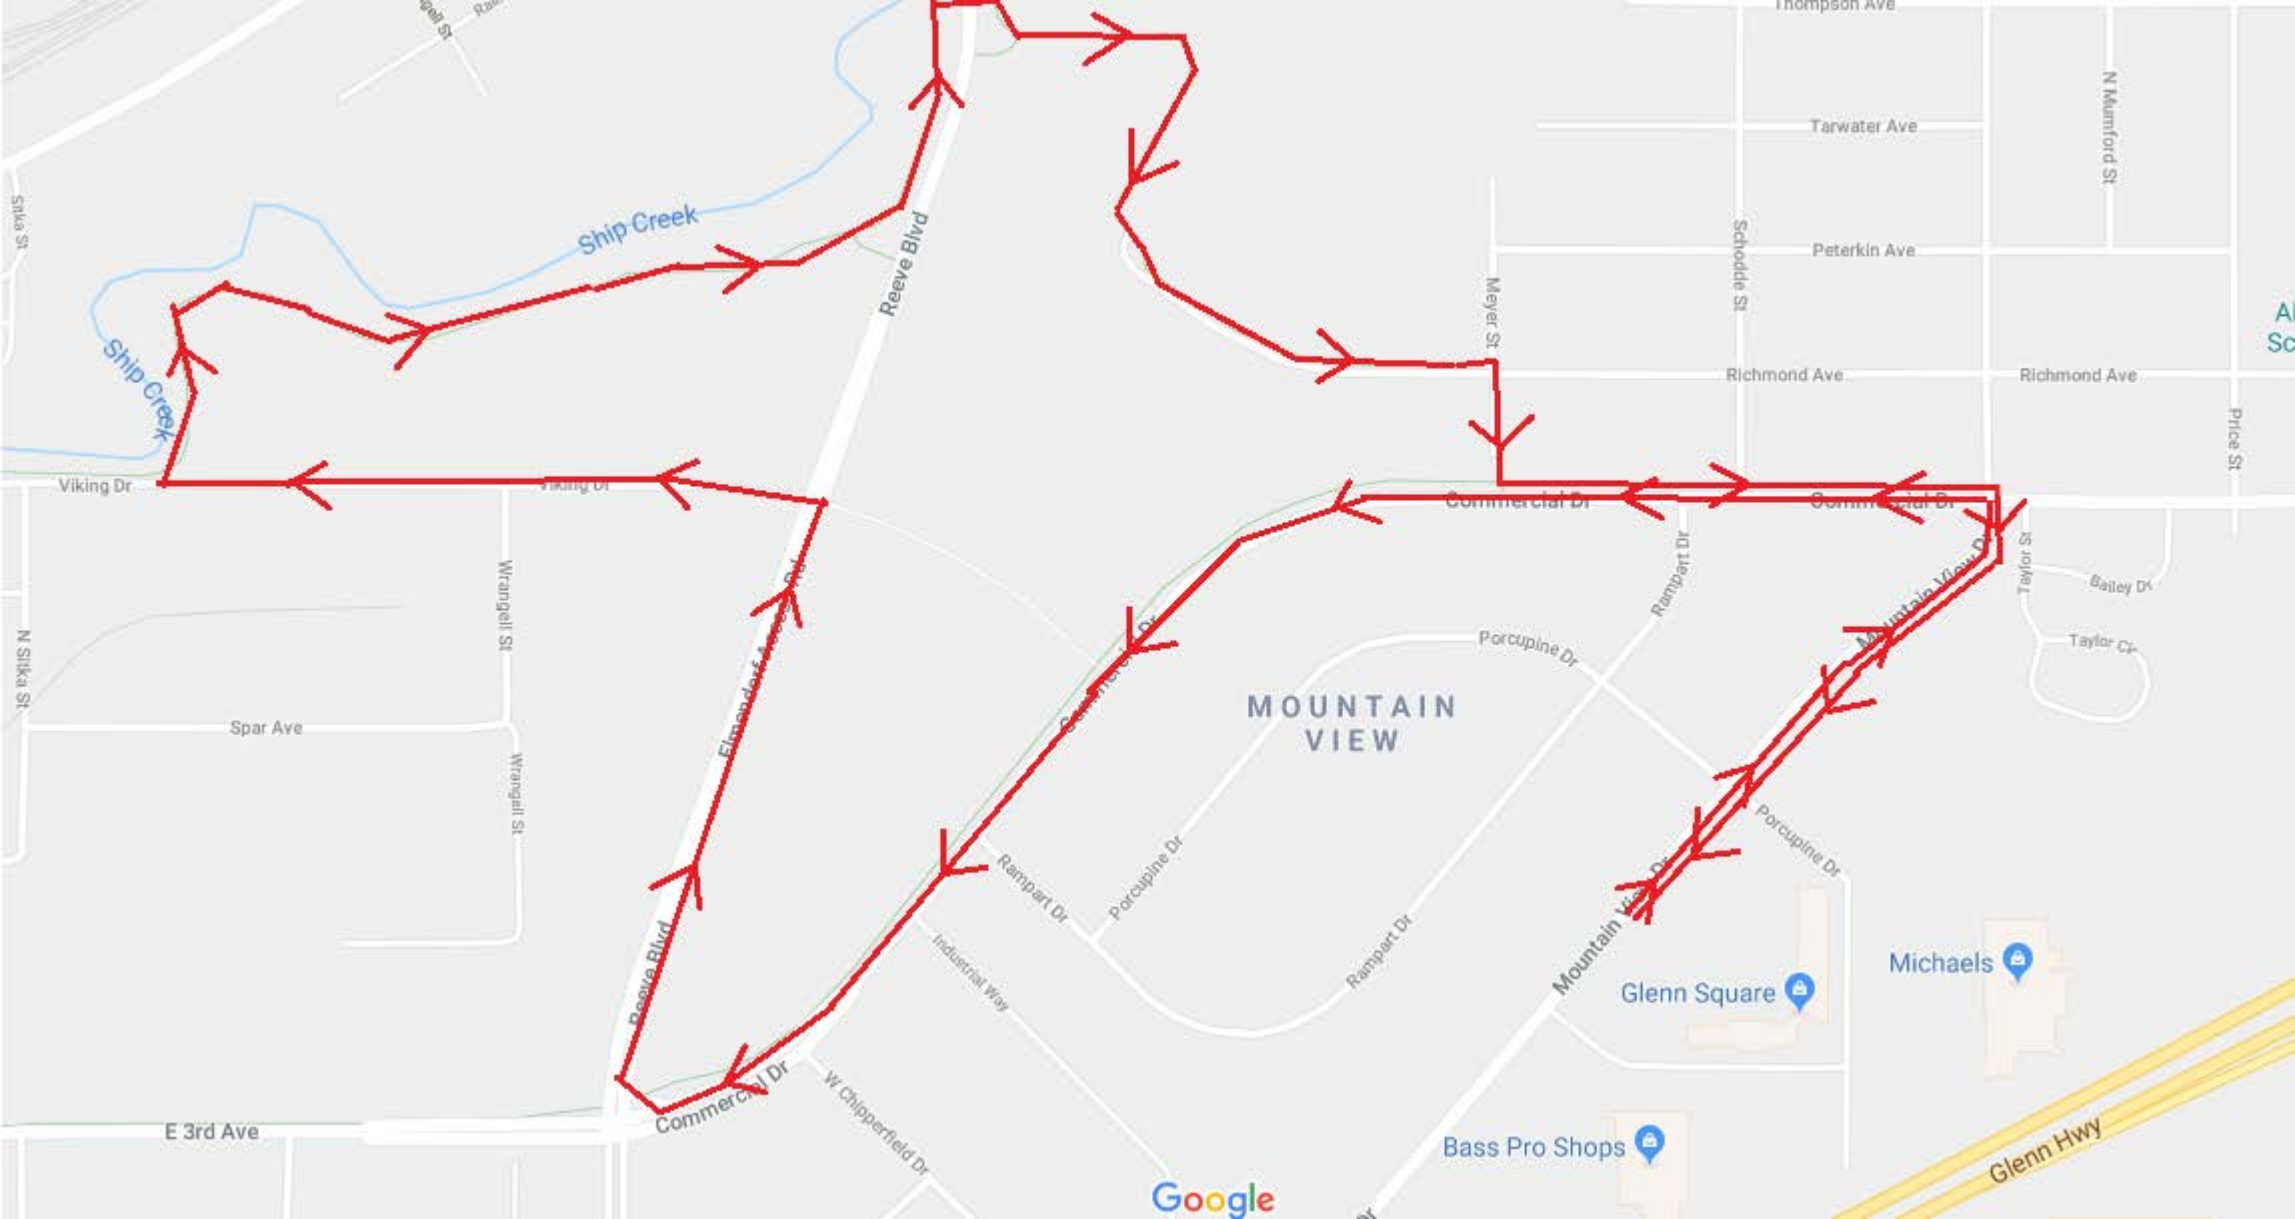 Thompson Ave
N Mumford St
Tarwater Ave
Sitka St
Ship Creek
Reeve Blvd
Schodde St
Peterkin Ave
Meyer St
Ship Creek
Richmond Ave
Richmond Ave
Price St
Viking Dr
Viking Dr
Commercial Dr
Commercial Dr
Rampart Dr
Taylor St
Mountain View Dr
Bailey Dr
Wrangell St
N Sitka St
Elmendorf Access Rd
Commercial Dr
Porcupine Dr
Taylor Cir
MOUNTAIN
VIEW
Spar Ave
Wrangell St
Porcupine Dr
Rampart Dr
Porcupine Dr
Reeve Blvd
Industrial Way
Rampart Dr
Mountain View Dr
Michaels
Glenn Square
Commercial Dr
W Chipperfield Dr
E 3rd Ave
Bass Pro Shops
Glenn Hwy
Google